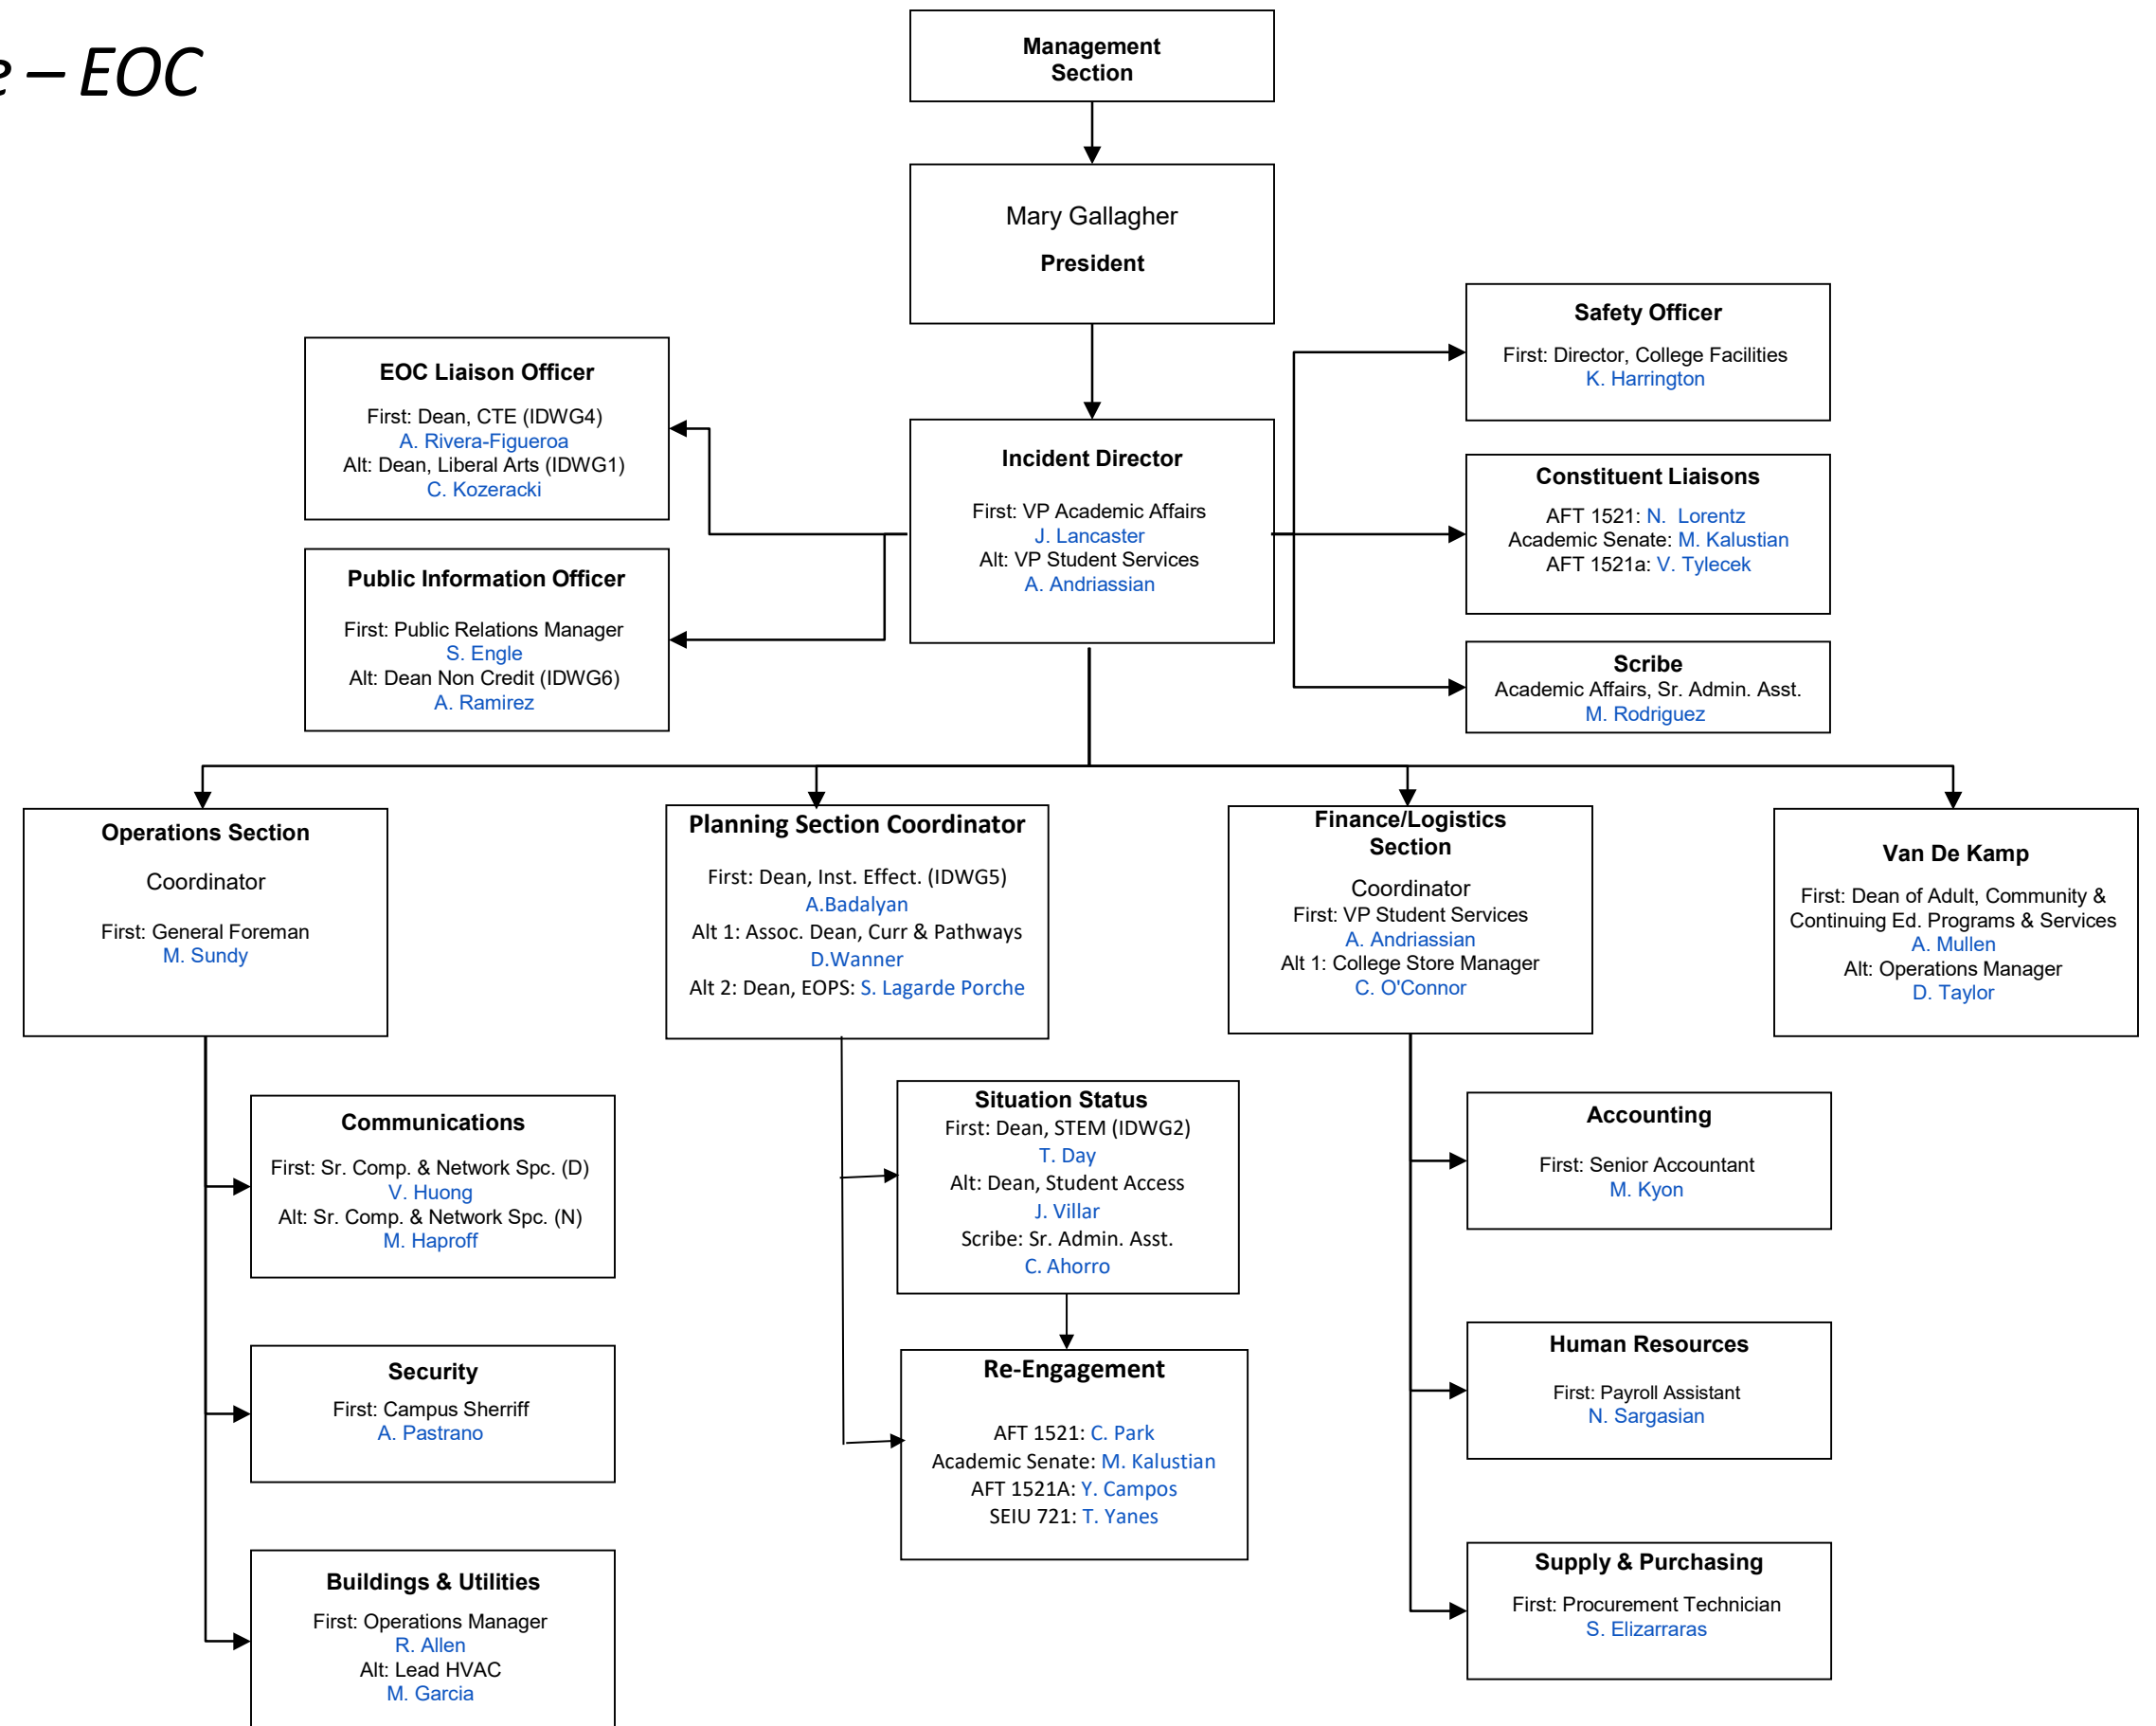 e – EOC
Management
Section
Mary Gallagher
President
Safety Officer
First: Director, College Facilities
K. Harrington
EOC Liaison Officer
First: Dean, CTE (IDWG4)
A. Rivera-Figueroa
Alt: Dean, Liberal Arts (IDWG1)
C. Kozeracki
Incident Director
First: VP Academic Affairs
J. Lancaster
Alt: VP Student Services
A. Andriassian
Constituent Liaisons
AFT 1521: N. Lorentz
Academic Senate: M. Kalustian
AFT 1521a: V. Tylecek
Public Information Officer
First: Public Relations Manager
S. Engle
Alt: Dean Non Credit (IDWG6)
A. Ramirez
Scribe
Academic Affairs, Sr. Admin. Asst.
M. Rodriguez
Operations Section
Coordinator
First: General Foreman
M. Sundy
Planning Section Coordinator
First: Dean, Inst. Effect. (IDWG5)
A.Badalyan
Alt 1: Assoc. Dean, Curr & Pathways
D.Wanner
Alt 2: Dean, EOPS: S. Lagarde Porche
Finance/Logistics
Section
Coordinator
First: VP Student Services
A. Andriassian
Alt 1: College Store Manager
C. O'Connor
Van De Kamp
First: Dean of Adult, Community &
Continuing Ed. Programs & Services
A. Mullen
Alt: Operations Manager
D. Taylor
Communications
First: Sr. Comp. & Network Spc. (D)
V. Huong
Alt: Sr. Comp. & Network Spc. (N)
M. Haproff
Situation Status
First: Dean, STEM (IDWG2)
T. Day
Alt: Dean, Student Access
J. Villar
Scribe: Sr. Admin. Asst.
C. Ahorro
Accounting
First: Senior Accountant
M. Kyon
Security
First: Campus Sherriff
A. Pastrano
Re-Engagement
AFT 1521: C. Park
Academic Senate: M. Kalustian
AFT 1521A: Y. Campos
SEIU 721: T. Yanes
Human Resources
First: Payroll Assistant
N. Sargasian
Buildings & Utilities
First: Operations Manager
R. Allen
Alt: Lead HVAC
M. Garcia
Supply & Purchasing
First: Procurement Technician
S. Elizarraras